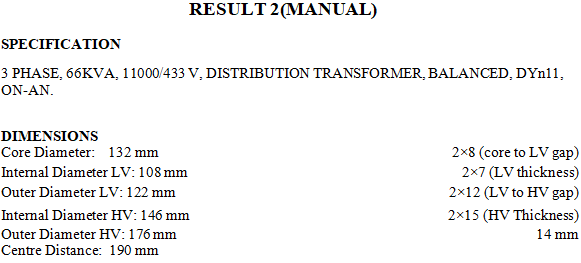 RESULT 2(MANUAL)
SPECIFICATION
3 PHASE, 66KVA, 11000/433 V, DISTRIBUTION TRANSFORMER, BALANCED, DYn11,
ON-AN.
DIMENSIONS
Core Diameter: 132 mm 2×8 (core to LV gap)
Internal Diameter LV: 108 mm 2×7 (LV thickness)
Outer Diameter LV: 122 mm 2×12 (LV to HV gap)
Internal Diameter HV: 146 mm 2×15 (HV Thickness)
Outer Diameter HV: 176 mm 14 mm
Centre Distance: 190 mm